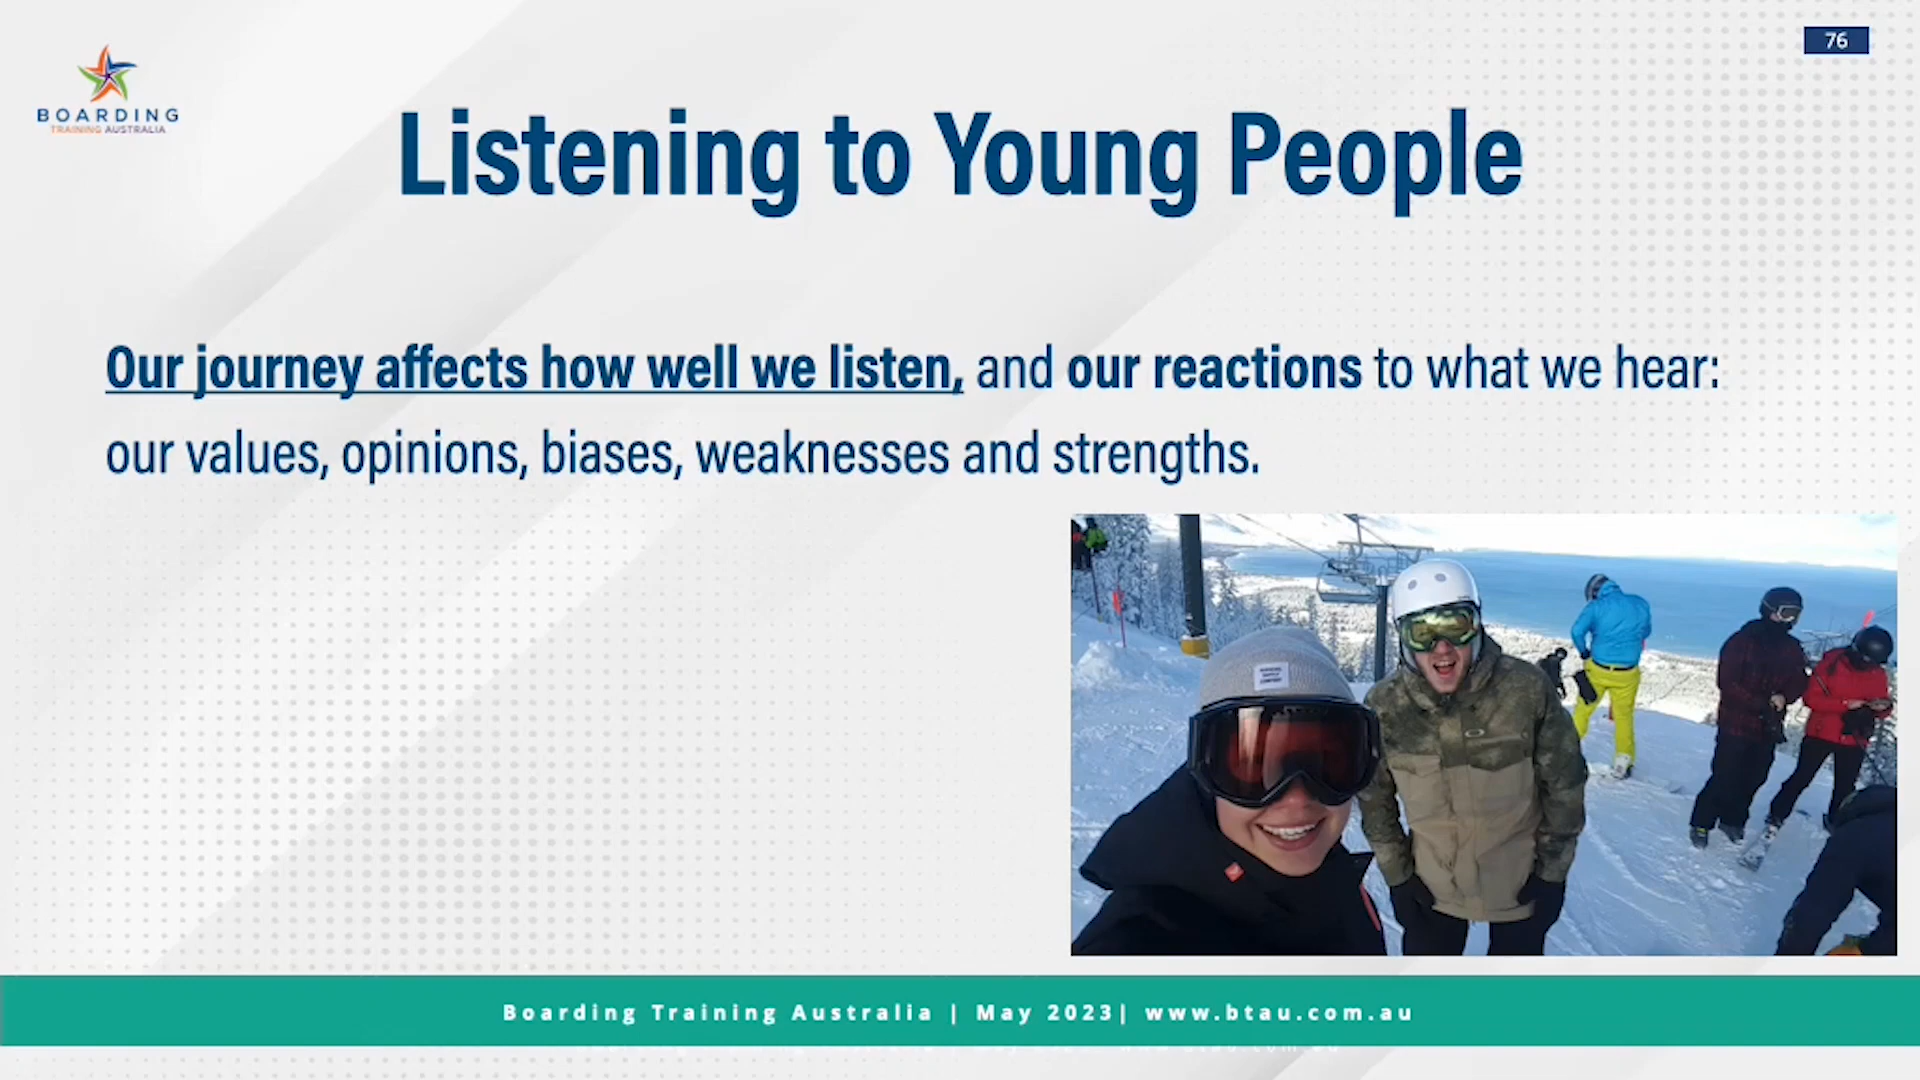 76
BOARDING
TRAINING AUSTRALIA
Listening to Young People
Our journey affects how well we listen, and our reactions to what we hear:
our values, opinions, biases, weaknesses and strengths.
Boarding Training Australia | May 2023| www.btau.com.au